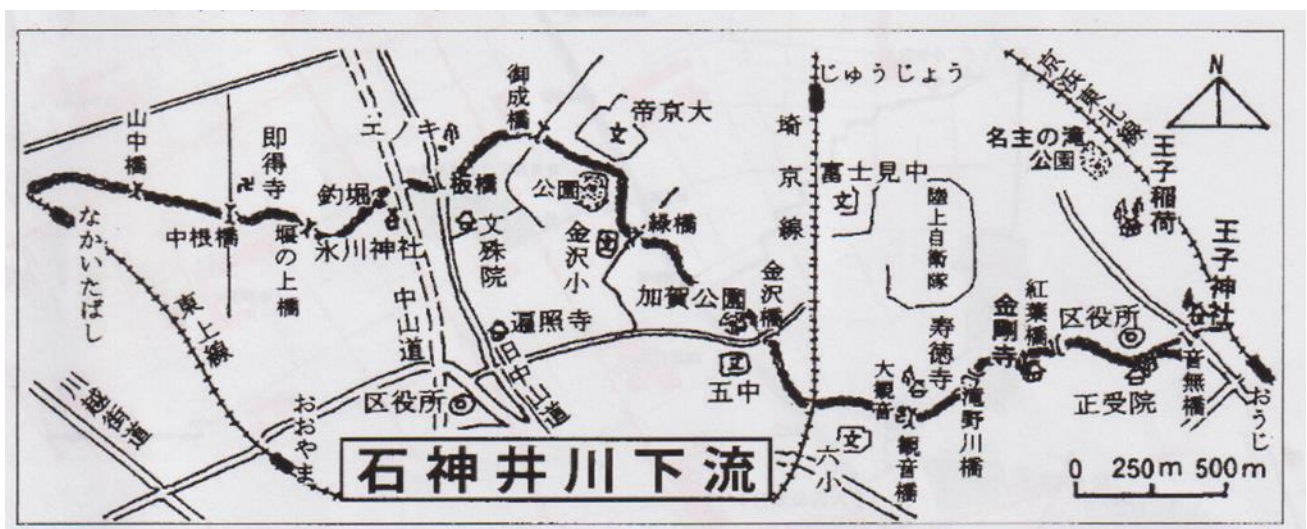 石神井川下流
N
0 250m 500m
山中橋
即得寺
釣堀
エノキ
御成橋
帝京大
文
じゅうじょう
埼京線
京浜東北線
名主の滝
公園
王子稲荷
王子神社
富士見中
文
陸上自衛隊
板橋
公園
緑橋
文殊院
金沢小
文
なかいたばし
中根橋
堰の上橋
氷川神社
中山道
東上線
遍照寺
旧中山道
加賀公園
金沢橋
五中
文
川越街道
おおやま
区役所
大観音
寿徳寺
観音橋
滝野川橋
金剛寺
紅葉橋
区役所
正受院
音無橋
おうじ
文
六小